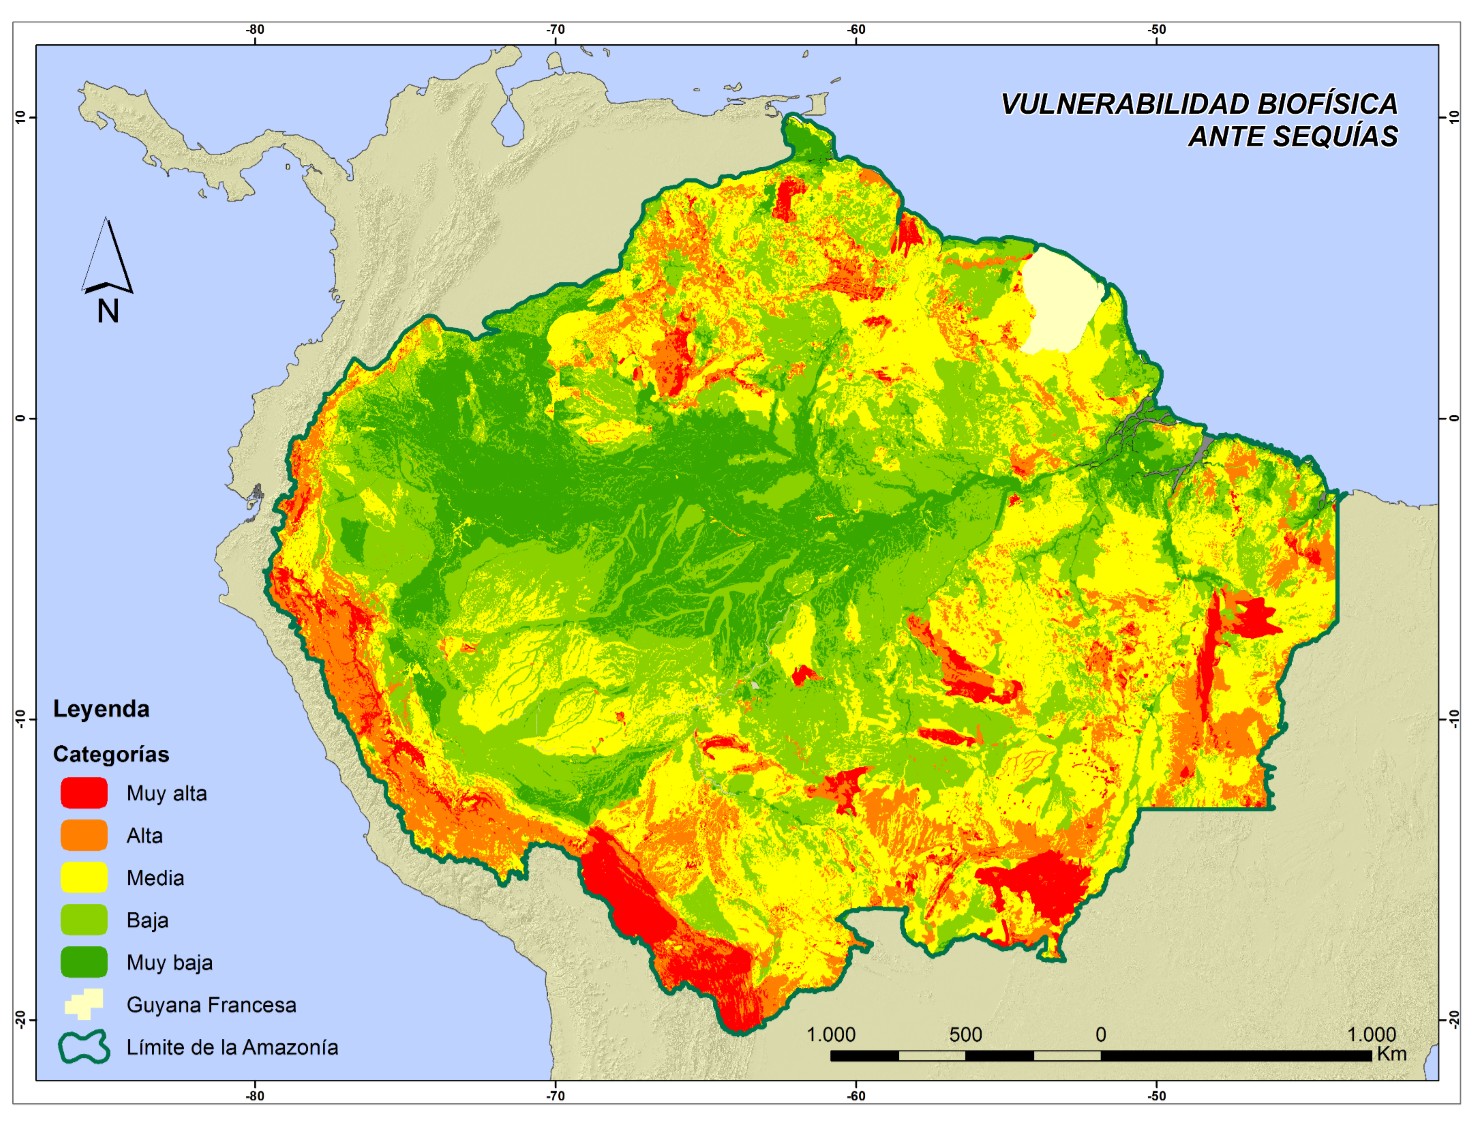 -80 -70 -60 -50
VULNERABILIDAD BIOFÍSICA
ANTE SEQUÍAS
10 10
N
0 0
Leyenda
-10 -10
Categorías
Muy alta
Alta
Media
Baja
Muy baja
Guyana Francesa
-20 -20
1.000 500 0 1.000
Km
Límite de la Amazonía
-80 -70 -60 -50